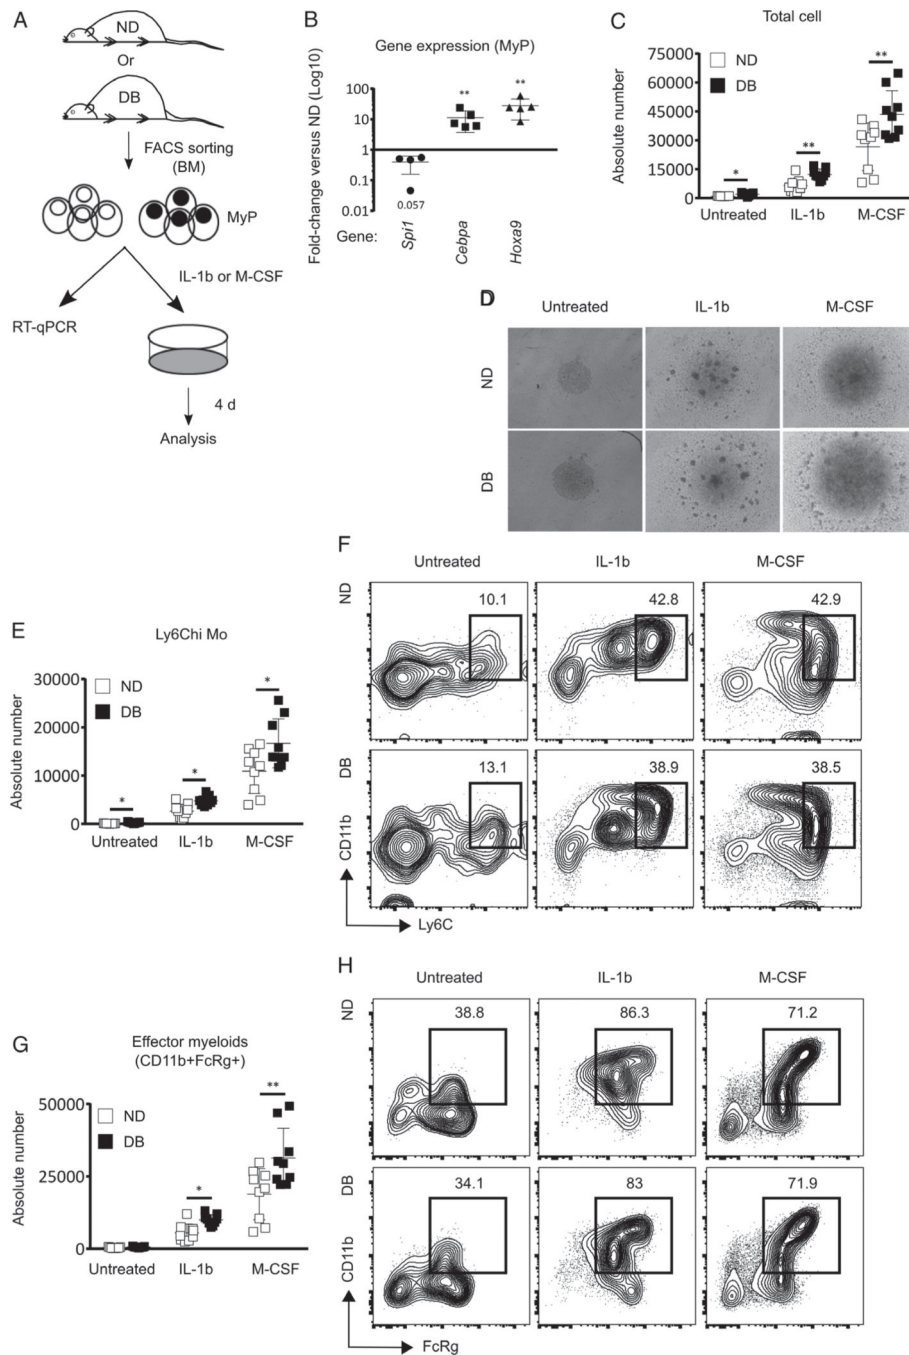 A
ND
Or
DB
FACS sorting
(BM)
MyP
IL-1b or M-CSF
RT-qPCR
4 d
Analysis
B
Gene expression (MyP)
Fold-change versus ND (Log10)
100
10
1
0.1
0.01
**
**
0.057
Gene:
Spi1
Cebpa
Hoxa9
C
Total cell
Absolute number
75000
60000
45000
30000
15000
0
ND
DB
*
**
**
Untreated
IL-1b
M-CSF
D
Untreated
IL-1b
M-CSF
ND
DB
E
Ly6Chi Mo
Absolute number
30000
20000
10000
0
ND
DB
*
*
*
Untreated
IL-1b
M-CSF
F
Untreated
IL-1b
M-CSF
ND
10.1
42.8
42.9
DB
13.1
38.9
38.5
CD11b
Ly6C
G
Effector myeloids
(CD11b+FcRg+)
Absolute number
50000
25000
0
ND
DB
*
**
Untreated
IL-1b
M-CSF
H
Untreated
IL-1b
M-CSF
ND
38.8
86.3
71.2
DB
34.1
83
71.9
CD11b
FcRg